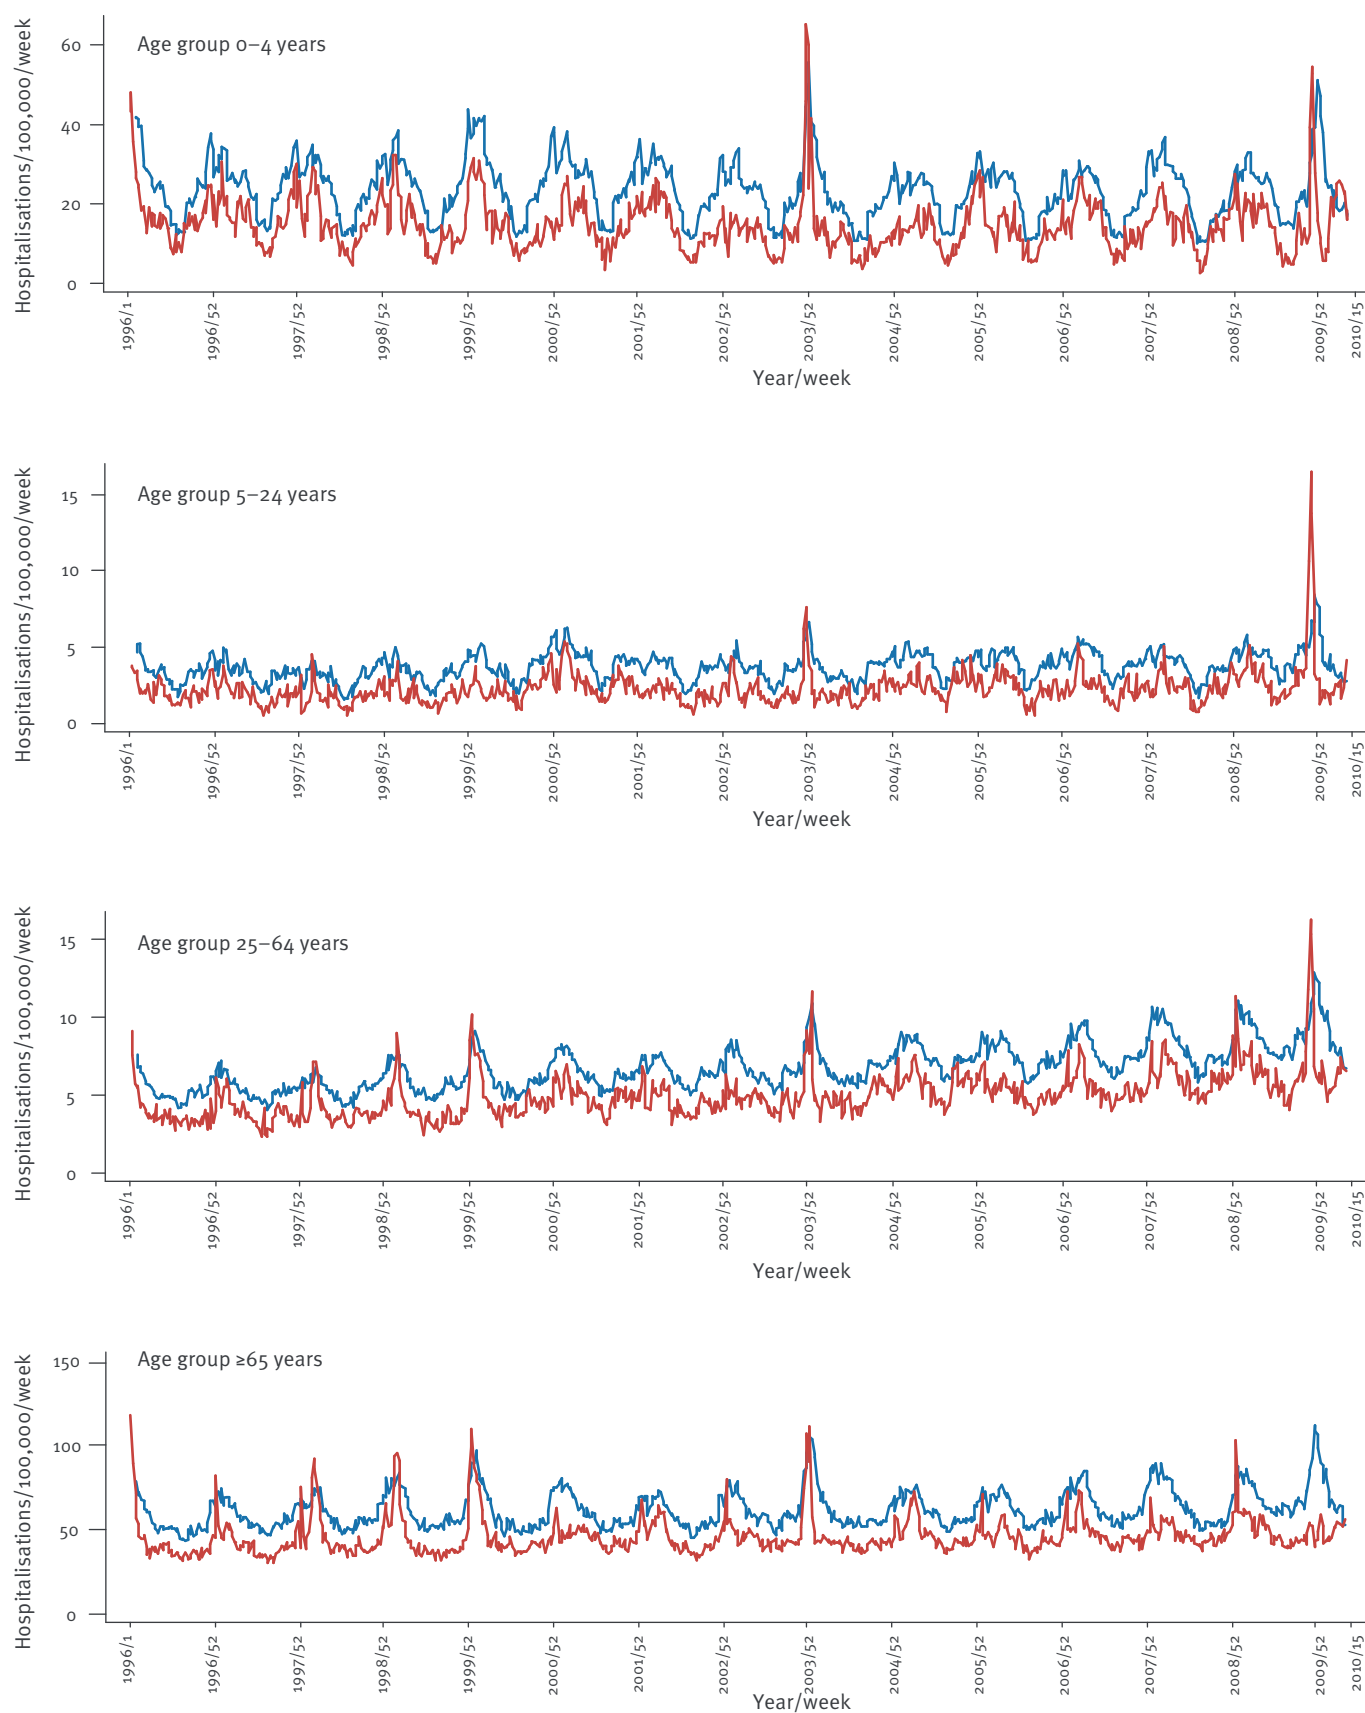 Hospitalisations/100,000/week
Age group 0–4 years
60
40
20
0
1996/1 1996/52 1997/52 1998/52 1999/52 2000/52 2001/52 2002/52 2003/52 2004/52 2005/52 2006/52 2007/52 2008/52 2009/52 2010/15
Year/week
Hospitalisations/100,000/week
Age group 5–24 years
15
10
5
0
1996/1 1996/52 1997/52 1998/52 1999/52 2000/52 2001/52 2002/52 2003/52 2004/52 2005/52 2006/52 2007/52 2008/52 2009/52 2010/15
Year/week
Hospitalisations/100,000/week
Age group 25–64 years
15
10
5
0
1996/1 1996/52 1997/52 1998/52 1999/52 2000/52 2001/52 2002/52 2003/52 2004/52 2005/52 2006/52 2007/52 2008/52 2009/52 2010/15
Year/week
Hospitalisations/100,000/week
Age group ≥65 years
150
100
50
0
1996/1 1996/52 1997/52 1998/52 1999/52 2000/52 2001/52 2002/52 2003/52 2004/52 2005/52 2006/52 2007/52 2008/52 2009/52 2010/15
Year/week